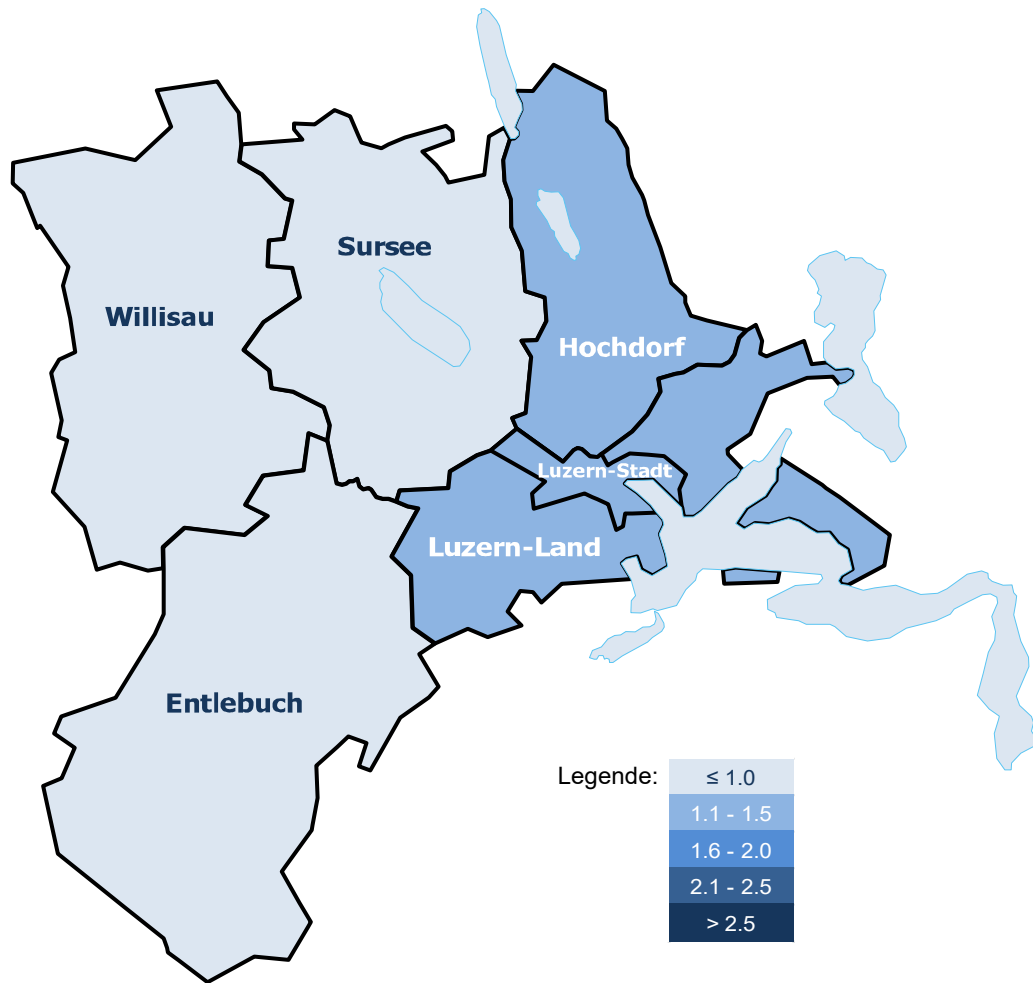 Sursee
Willisau
Hochdorf
Luzern-Stadt
Luzern-Land
Entlebuch
Legende:
≤ 1.0
1.1 - 1.5
1.6 - 2.0
2.1 - 2.5
> 2.5